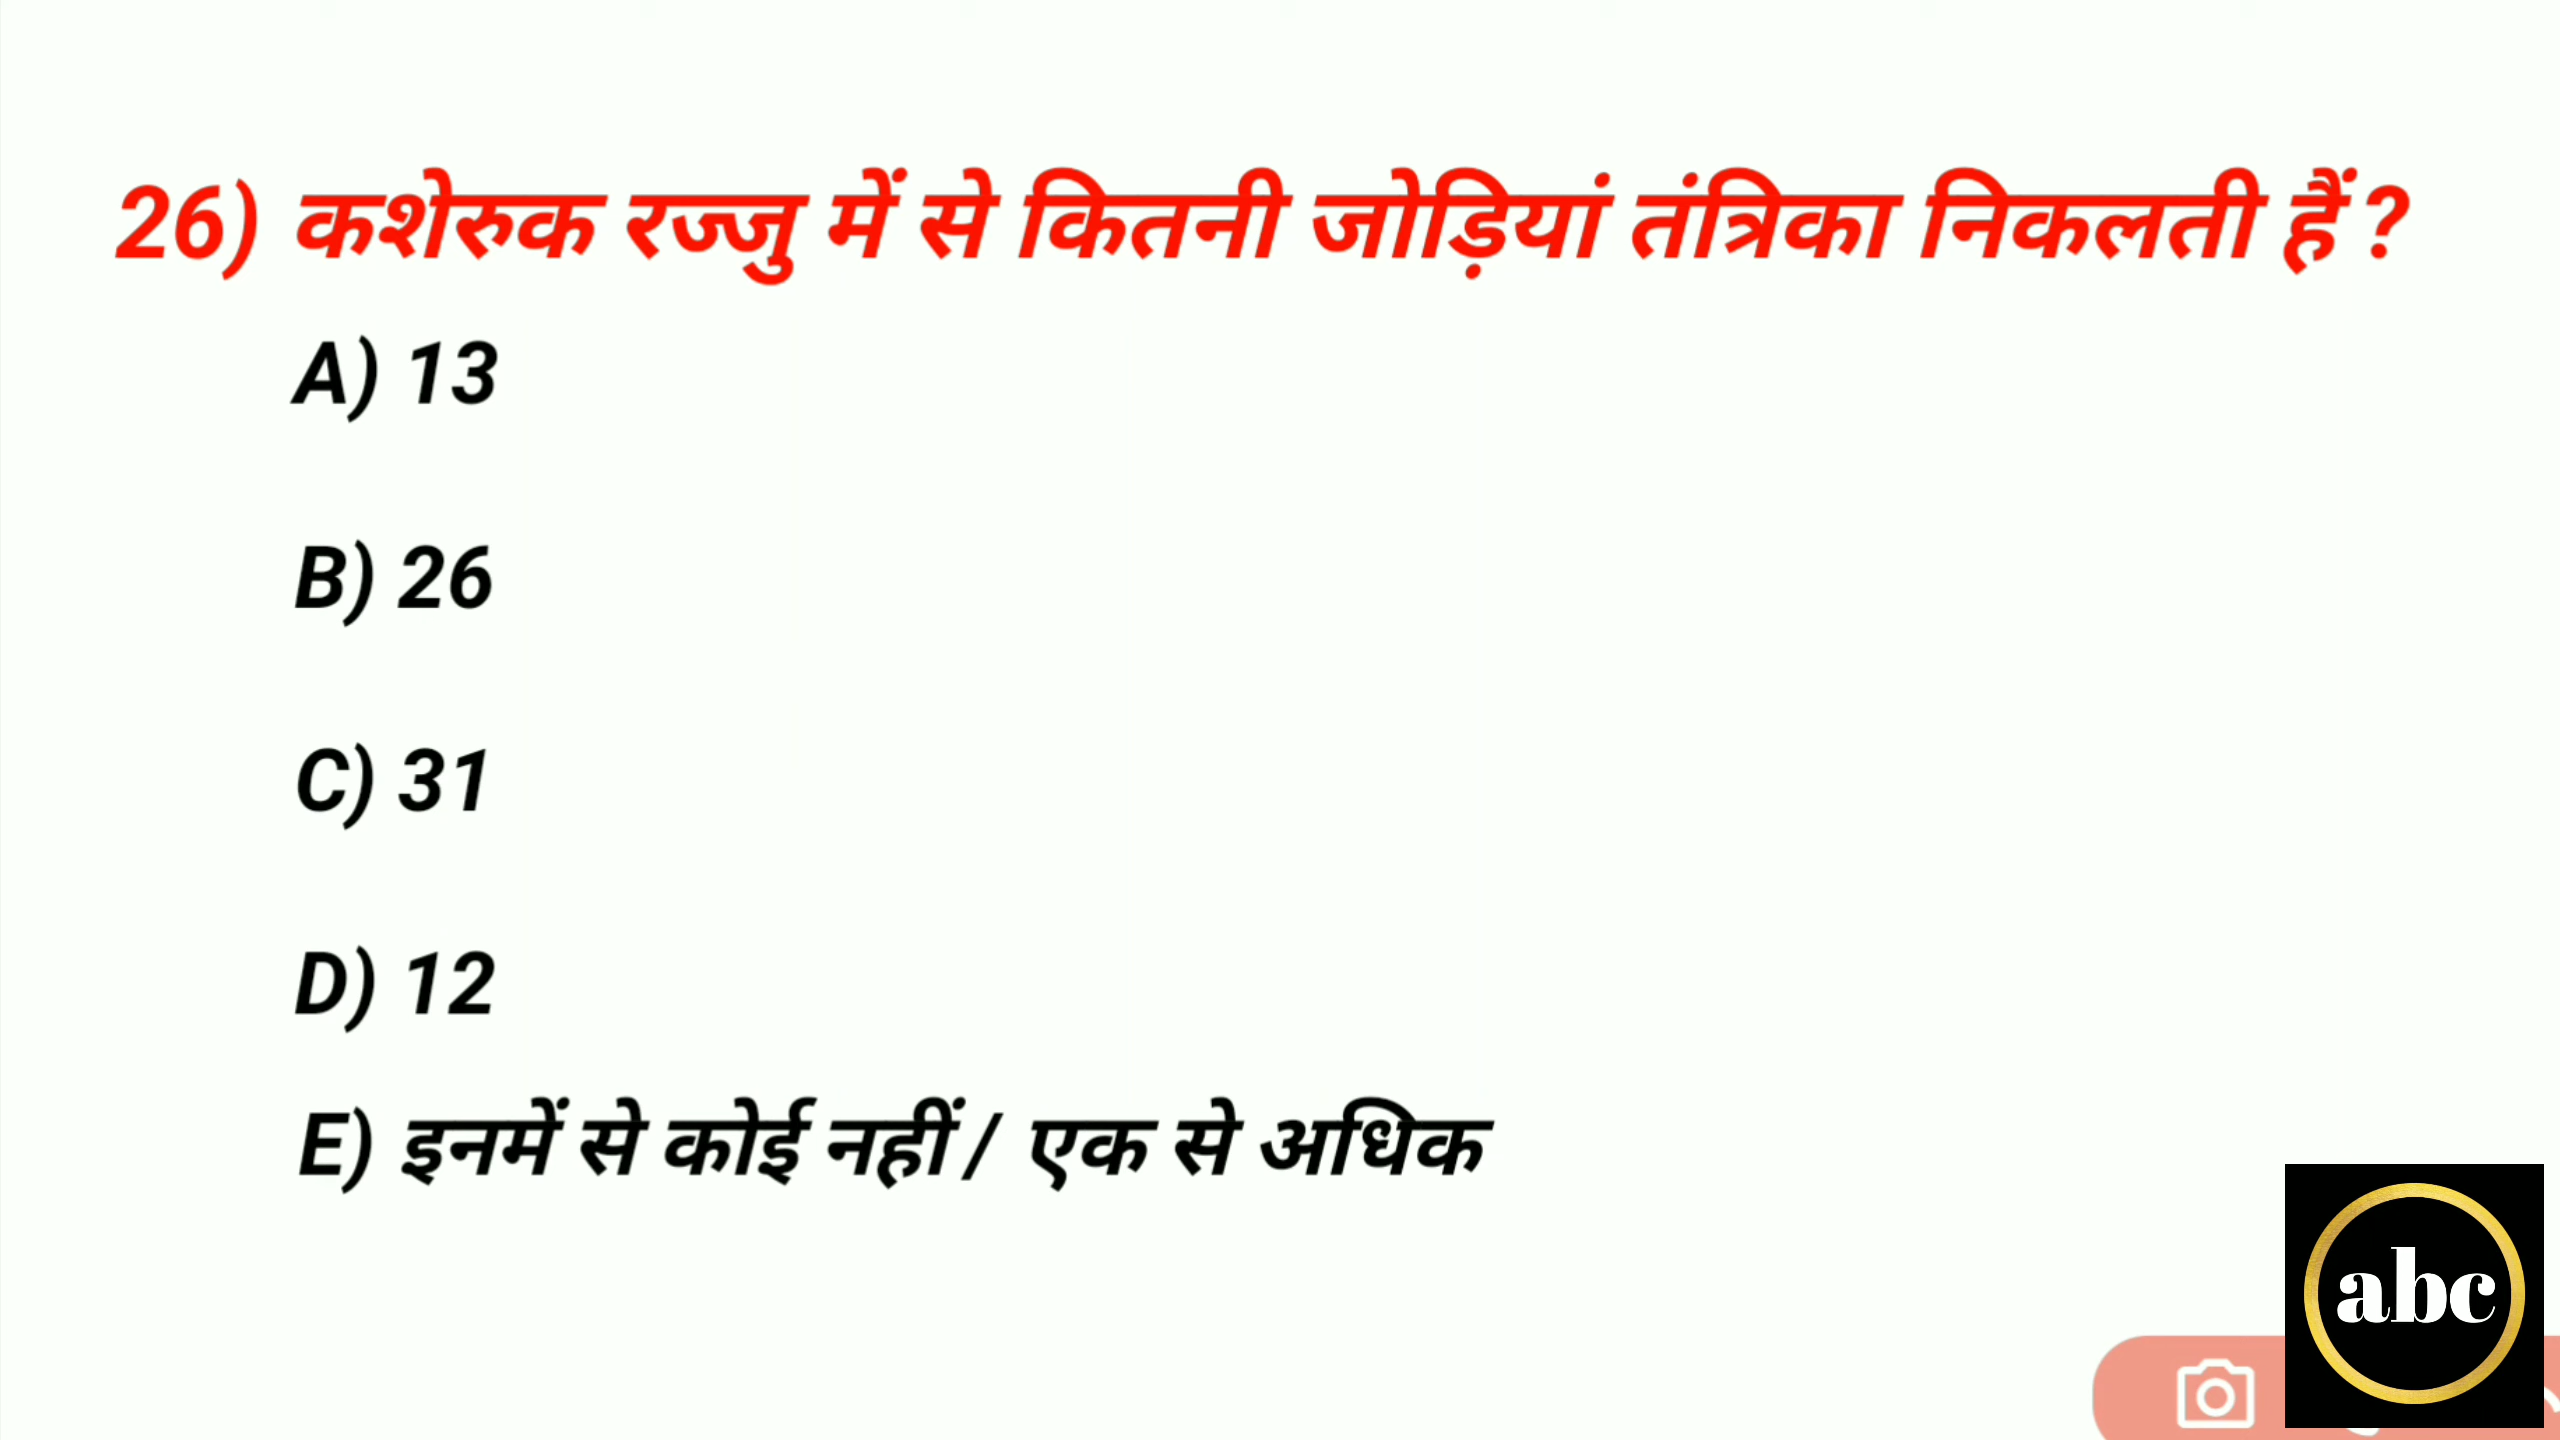 26) कशेरुक रज्जु में से कितनी जोड़ियां तंत्रिका निकलती हैं ?
A) 13
B) 26
C) 31
D) 12
E) इनमें से कोई नहीं / एक से अधिक
abc